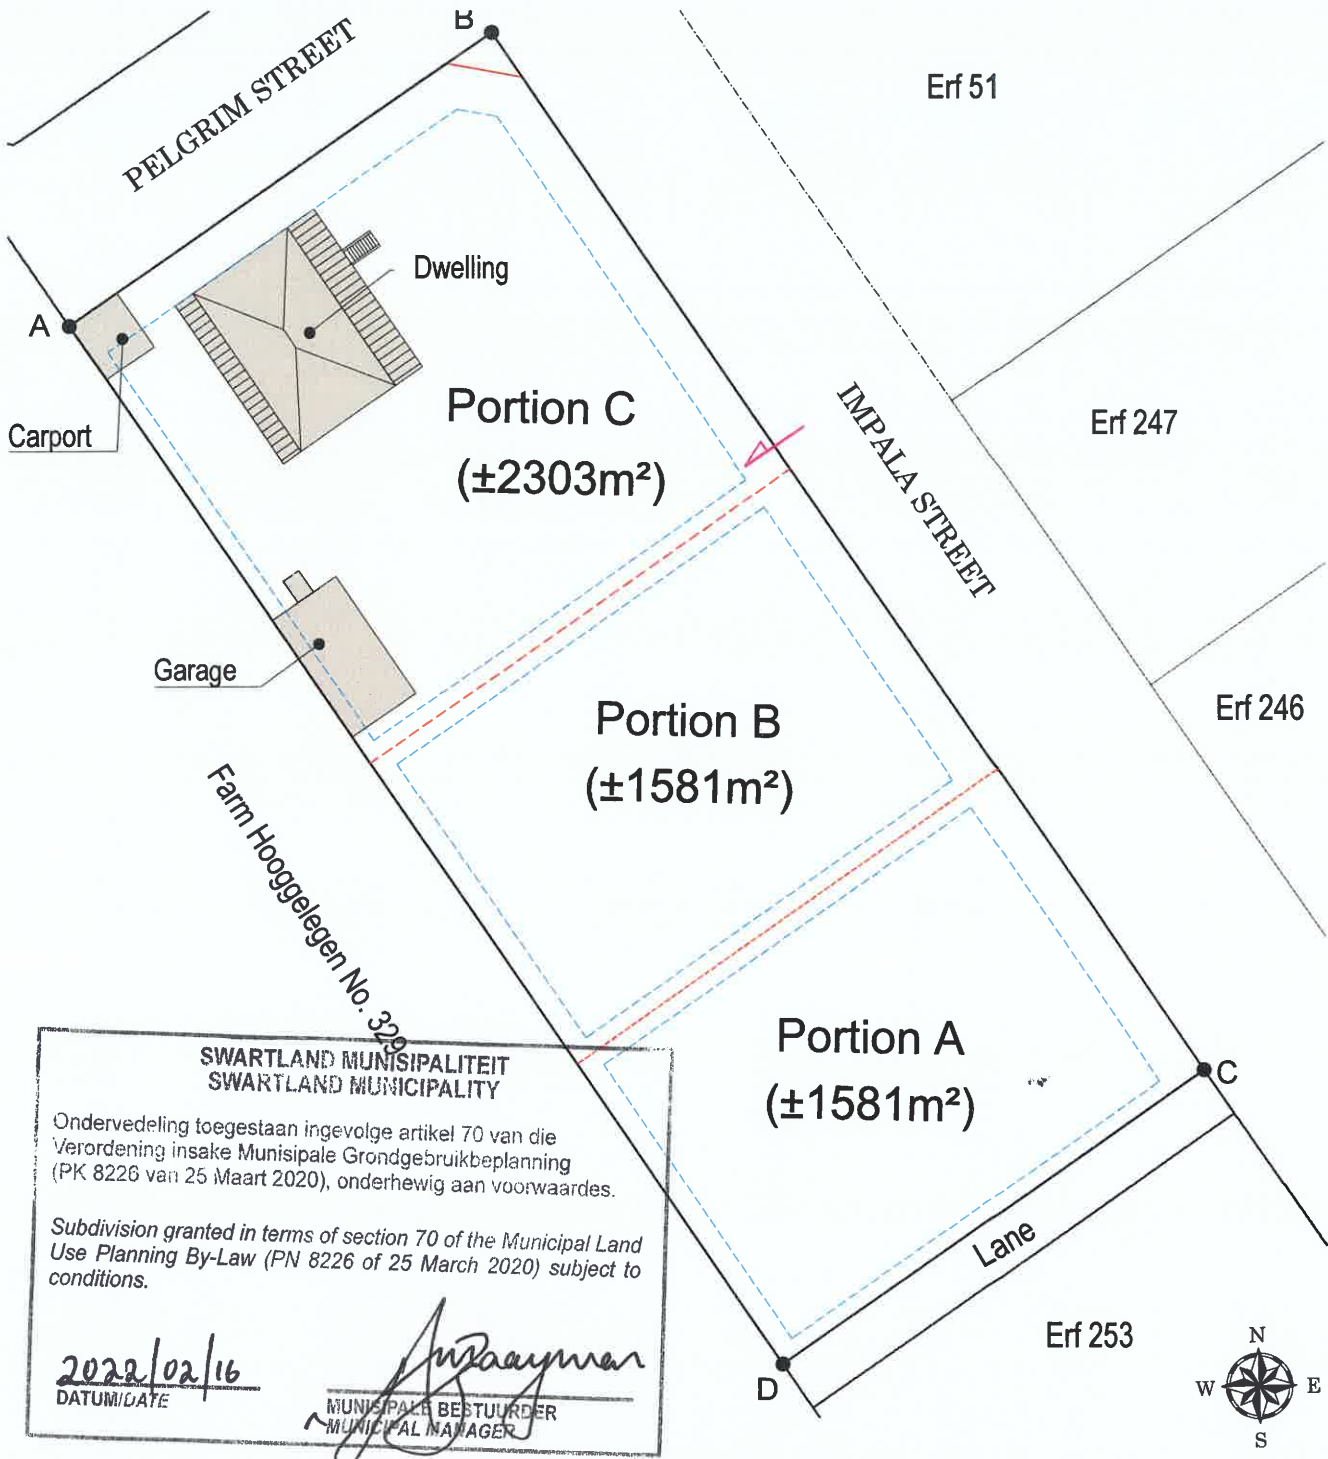 B
PELGRIM STREET
Erf 51
Dwelling
A
Carport
Portion C
(±2303m²)
IMPALA STREET
Erf 247
Garage
Portion B
(±1581m²)
Erf 246
Farm Hooggelegen No. 329
Portion A
(±1581m²)
C
Lane
Erf 253
D
N
W
E
S
SWARTLAND MUNISIPALITEIT
SWARTLAND MUNICIPALITY
Ondervedeling toegestaan ingevolge artikel 70 van die
Verordening insake Munisipale Grondgebruikbeplanning
(PK 8226 van 25 Maart 2020), onderhewig aan voorwaardes.
Subdivision granted in terms of section 70 of the Municipal Land
Use Planning By-Law (PN 8226 of 25 March 2020) subject to
conditions.
2022/02/16
DATUM/DATE
MUNISIPALE BESTUURDER
MUNICIPAL MANAGER